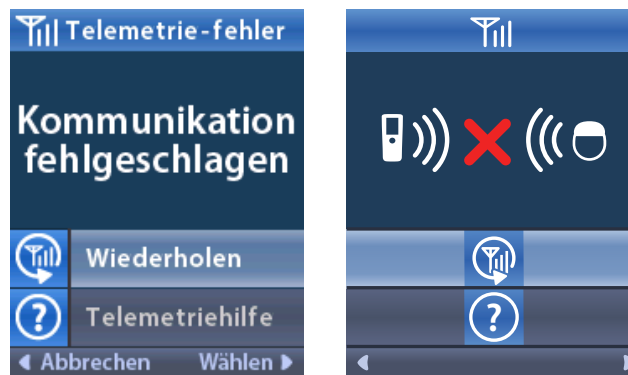 Telemetrie-fehler
Kommunikation
fehlgeschlagen
Wiederholen
? Telemetriehilfe
Abbrechen Wählen
?